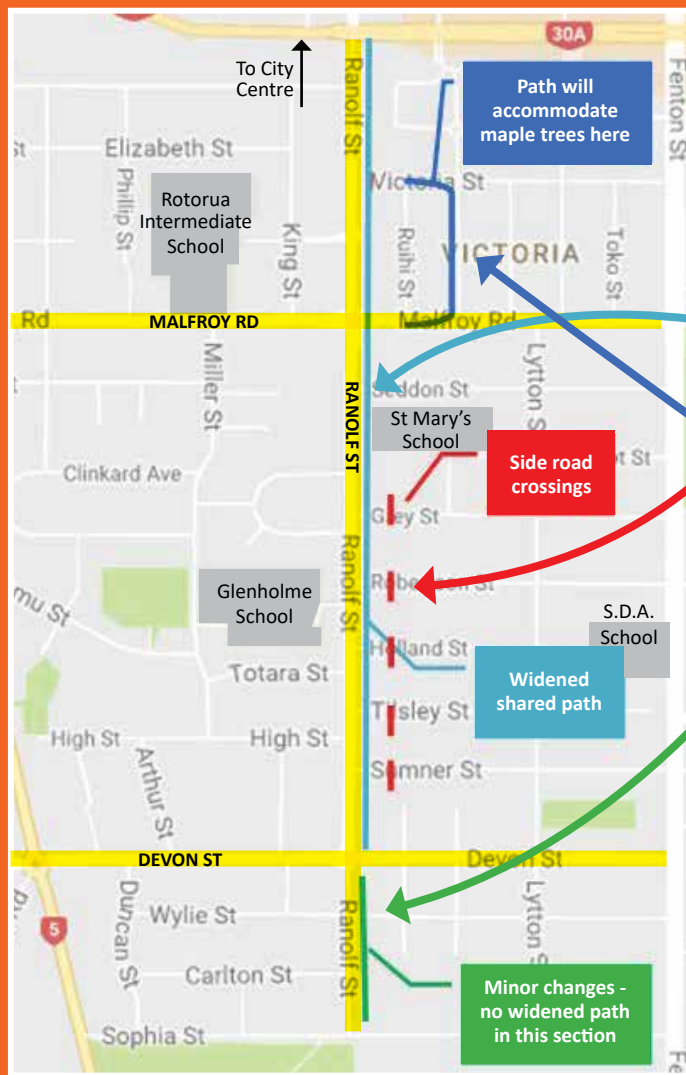 30A
To City
Centre
Ranolf St
Fenton St
Path will
accommodate
maple trees here
St
Elizabeth St
Phillip St
Rotorua
Intermediate
School
King St
Victoria St
Ruihi St
VICTORIA
Toko St
Rd
MALFROY RD
Malfroy Rd
Miller St
RANOLF ST
Seddon St
Lytton S
St Mary's
School
Side road
crossings
ot St
Clinkard Ave
Grey St
Ranolf St
Glenholme
School
mu St
S.D.A.
School
Holland St
Totara St
Widened
shared path
Tilsley St
High St
High St
Arthur St
Sumner St
DEVON ST
Devon St
5
Duncan St
Wylie St
Ranolf St
Lytton S
Carlton St
Minor changes -
no widened path
in this section
Sophia St
Fe